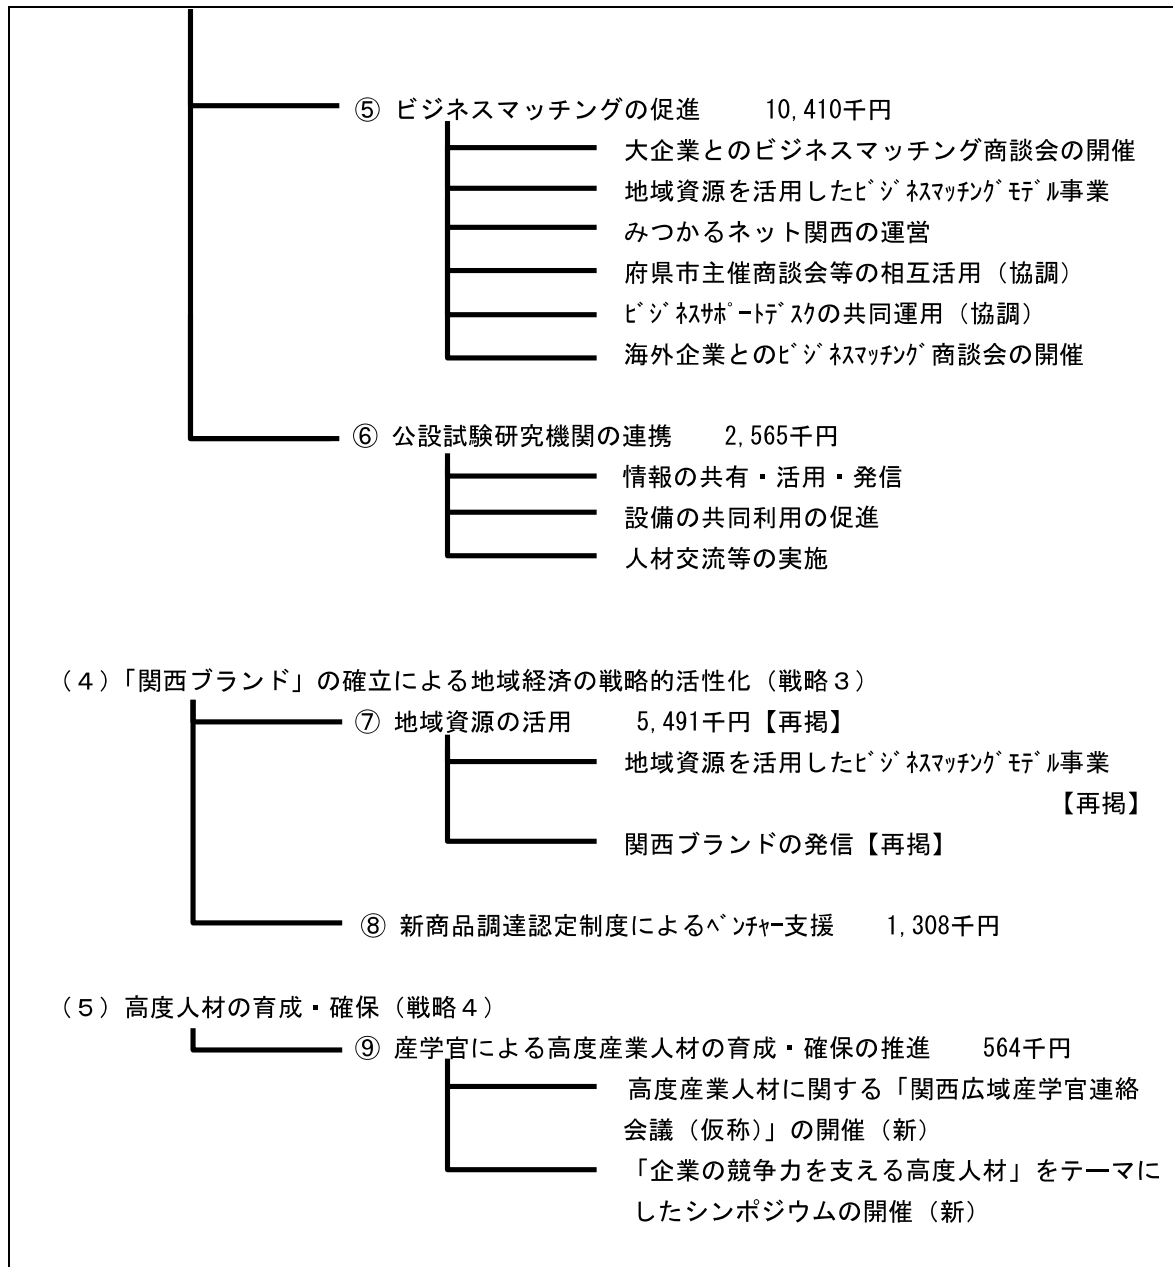 ⑤ ビジネスマッチングの促進　　10,410千円
大企業とのビジネスマッチング商談会の開催
地域資源を活用したﾋﾞｼﾞﾈｽﾏｯﾁﾝｸﾞﾓﾃﾞﾙ事業
みつかるネット関西の運営
府県市主催商談会等の相互活用（協調）
ﾋﾞｼﾞﾈｽｻﾎﾟｰﾄﾃﾞｽｸの共同運用（協調）
海外企業とのﾋﾞｼﾞﾈｽﾏｯﾁﾝｸﾞ商談会の開催
⑥ 公設試験研究機関の連携　　2,565千円
情報の共有・活用・発信
設備の共同利用の促進
人材交流等の実施
（４）「関西ブランド」の確立による地域経済の戦略的活性化（戦略３）
⑦ 地域資源の活用　　5,491千円【再掲】
地域資源を活用したﾋﾞｼﾞﾈｽﾏｯﾁﾝｸﾞﾓﾃﾞﾙ事業
【再掲】
関西ブランドの発信【再掲】
⑧ 新商品調達認定制度によるﾍﾞﾝﾁｬｰ支援　　1,308千円
（５）高度人材の育成・確保（戦略４）
⑨ 産学官による高度産業人材の育成・確保の推進　　564千円
高度産業人材に関する「関西広域産学官連絡
会議（仮称）」の開催（新）
「企業の競争力を支える高度人材」をテーマに
したシンポジウムの開催（新）